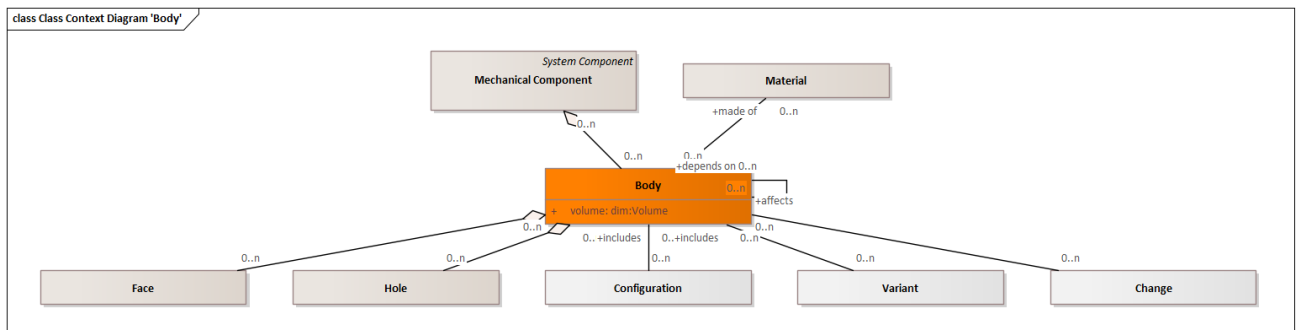 class Class Context Diagram 'Body'
System Component
Mechanical Component
Material
0..n
+made of 0..n
0..n
0..n
+depends on 0..n
Body
0..n
+affects
+ volume: dim:Volume
0..n
0..+includes
0..+includes
0..n
0..n
0..n
0..n
0..n
0..n
0..n
Face
Hole
Configuration
Variant
Change